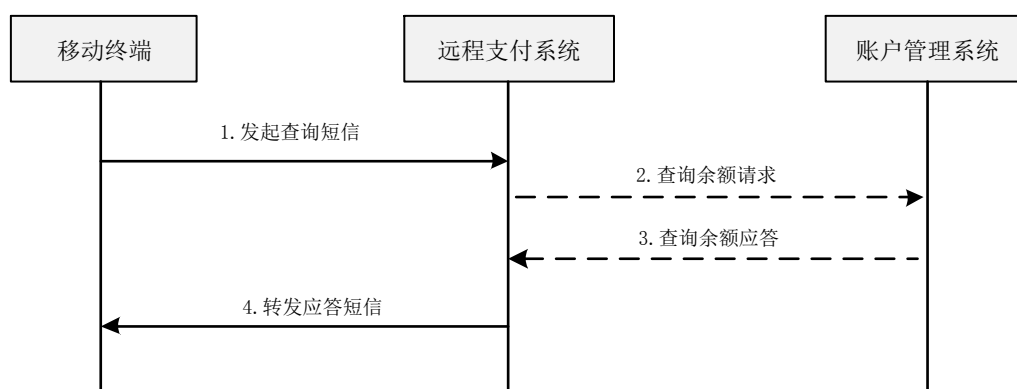 移动终端
远程支付系统
账户管理系统
1.发起查询短信
2.查询余额请求
3.查询余额应答
4.转发应答短信